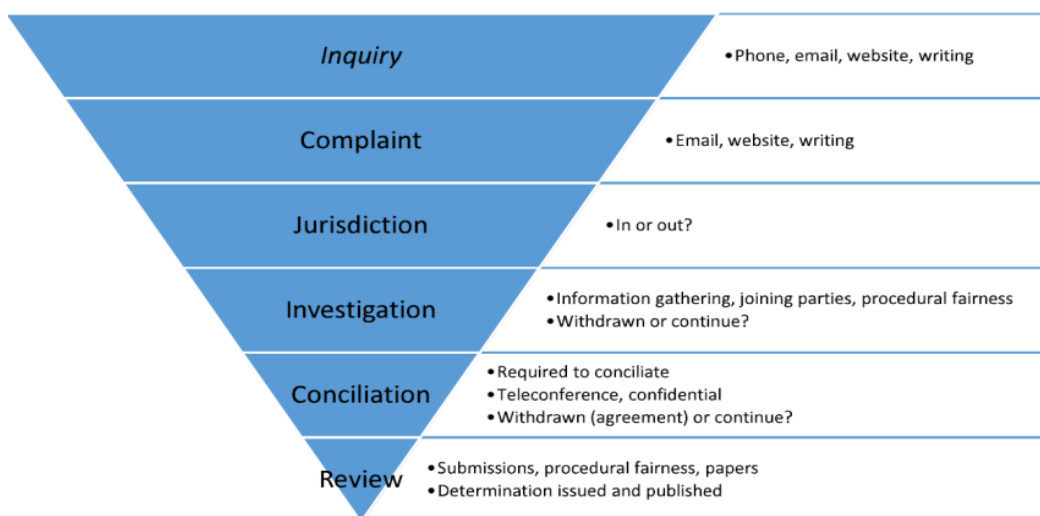 Inquiry
•Phone, email, website, writing
Complaint
•Email, website, writing
Jurisdiction
•In or out?
Investigation
•Information gathering, joining parties, procedural fairness
•Withdrawn or continue?
Conciliation
•Required to conciliate
•Teleconference, confidential
•Withdrawn (agreement) or continue?
Review
•Submissions, procedural fairness, papers
•Determination issued and published